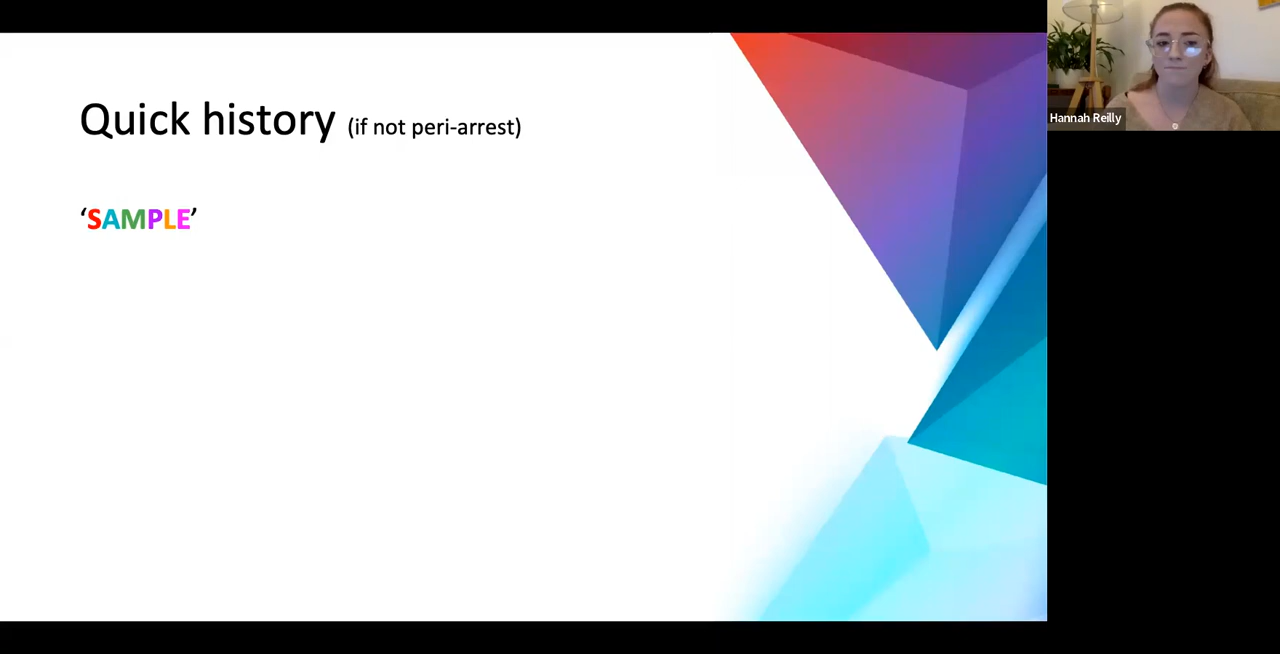 Quick history (if not peri-arrest)
‘SAMPLE’
Hannah Reilly